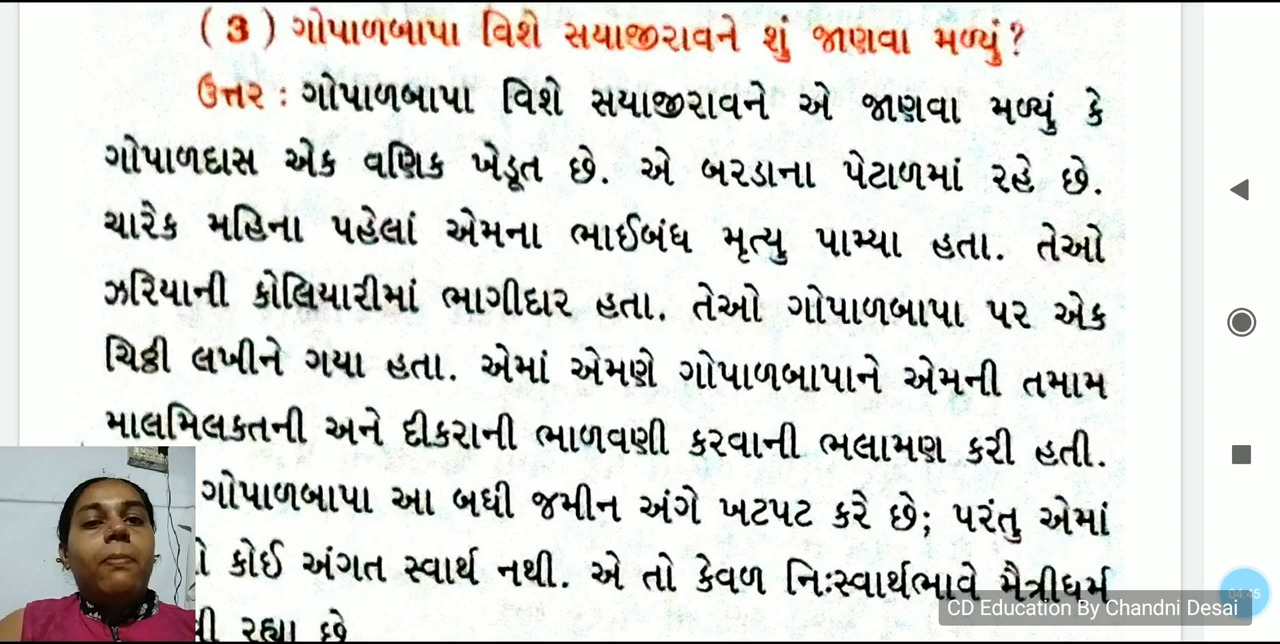 ( 3 ) ગોપાળબાપા વિશે સયાજીરાવને શું જાણવા મળ્યું?
ઉત્તર : ગોપાળબાપા વિશે સયાજીરાવને એ જાણવા મળ્યું કે
ગોપાળદાસ એક વણિક ખેડૂત છે. એ બરડાના પેટાળમાં રહે છે.
ચારેક મહિના પહેલાં એમના ભાઈબંધ મૃત્યુ પામ્યા હતા. તેઓ
ઝરિયાની કોલિયારીમાં ભાગીદાર હતા. તેઓ ગોપાળબાપા પર એક
ચિઠ્ઠી લખીને ગયા હતા. એમાં એમણે ગોપાળબાપાને એમની તમામ
માલમિલકતની અને દીકરાની ભાળવણી કરવાની ભલામણ કરી હતી.
ગોપાળબાપા આ બધી જમીન અંગે ખટપટ કરે છે; પરંતુ એમાં
કોઈ અંગત સ્વાર્થ નથી. એ તો કેવળ નિઃસ્વાર્થભાવે મૈત્રીધર્મ
રહ્યા છે
CD Education By Chandni Desai
04:45